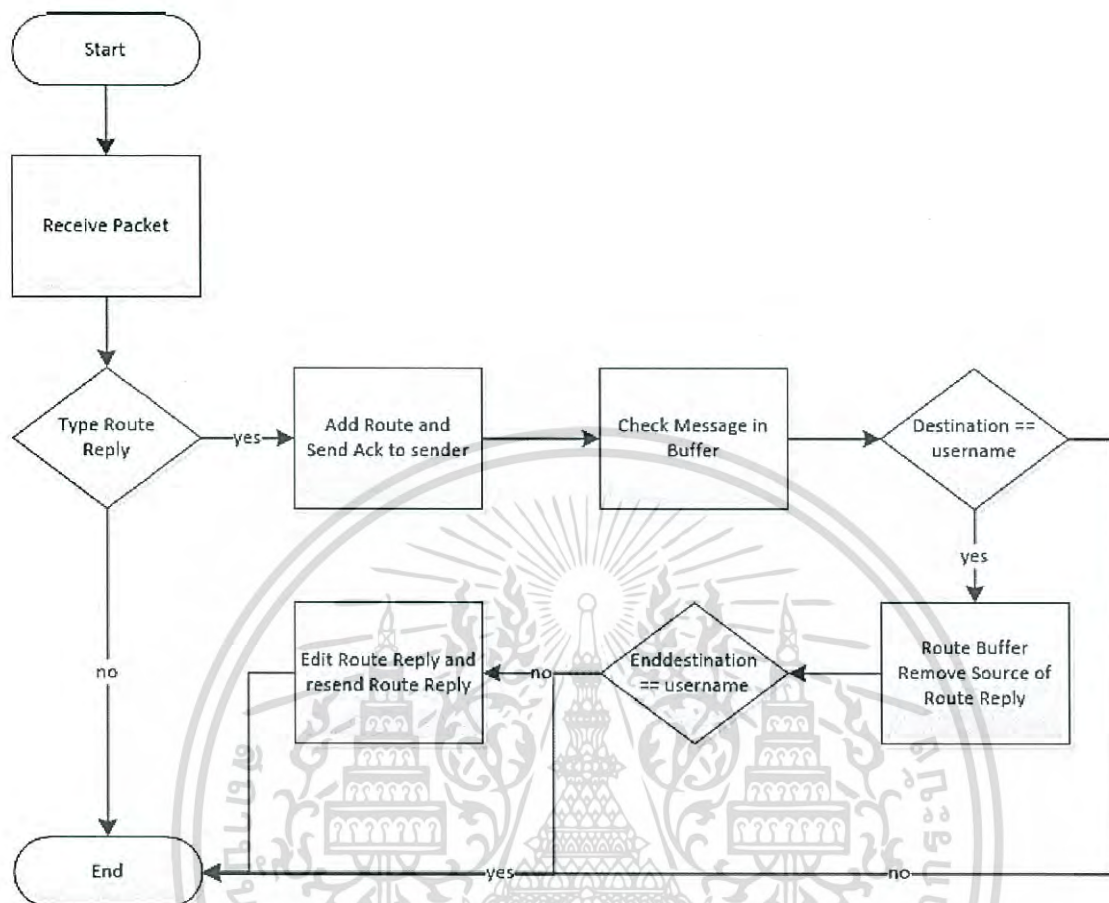 Start
Receive Packet
Type Route
Reply
yes
Add Route and
Send Ack to sender
Check Message in
Buffer
Destination ==
username
yes
no
Edit Route Reply and
resend Route Reply
no
Enddestination
== username
Route Buffer
Remove Source of
Route Reply
End
yes
no